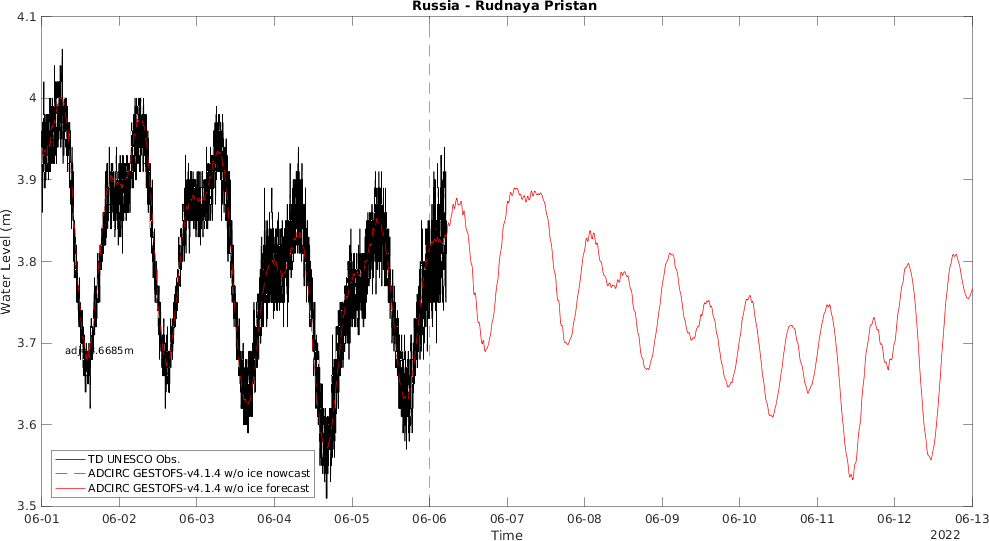 Russia - Rudnaya Pristan
Water Level (m)
4.1
4
3.9
3.8
3.7
3.6
3.5
TD UNESCO Obs.
ADCIRC GESTOFS-v4.1.4 w/o ice nowcast
ADCIRC GESTOFS-v4.1.4 w/o ice forecast
06-01 06-02 06-03 06-04 06-05 06-06 06-07 06-08 06-09 06-10 06-11 06-12 06-13
Time
2022